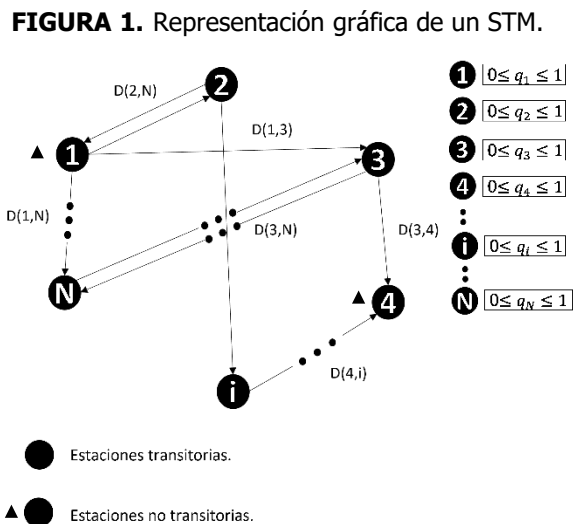 FIGURA 1. Representación gráfica de un STM.
D(2,N)
2
1
D(1,3)
3
D(1,N)
D(3,N)
D(3,4)
N
4
i
D(4,i)
1 0≤ q₁ ≤ 1
2 0≤ q₂ ≤ 1
3 0≤ q₃ ≤ 1
4 0≤ q₄ ≤ 1
i 0≤ qᵢ ≤ 1
N 0≤ q_N ≤ 1
Estaciones transitorias.
Estaciones no transitorias.